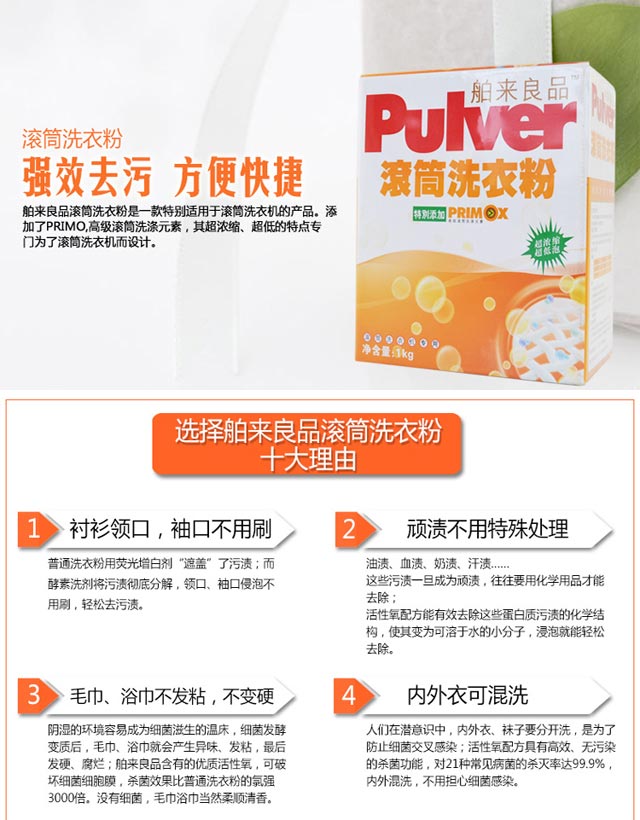 滚筒洗衣粉
强效去污 方便快捷
舶来良品滚筒洗衣粉是一款特别适用于滚筒洗衣机的产品。添
加了PRIMO,高级滚筒洗涤元素，其超浓缩、超低的特点专
门为了滚筒洗衣机而设计。
舶来良品
Pulver
滚筒洗衣粉
特别添加 PRIMOX
超浓缩
超低泡
滚筒洗衣机专用
净含量:1kg
选择舶来良品滚筒洗衣粉
十大理由
1 衬衫领口，袖口不用刷
普通洗衣粉用荧光增白剂“遮盖”了污渍；而
酵素洗剂将污渍彻底分解，领口、袖口侵泡不
用刷，轻松去污渍。
2 顽渍不用特殊处理
油渍、血渍、奶渍、汗渍......
这些污渍一旦成为顽渍，往往要用化学用品才能
去除；
活性氧配方能有效去除这些蛋白质污渍的化学结
构，使其变为可溶于水的小分子，浸泡就能轻松
去除。
3 毛巾、浴巾不发粘，不变硬
阴湿的环境容易成为细菌滋生的温床，细菌发酵
变质后，毛巾、浴巾就会产生异味、发粘，最后
发硬、腐烂；舶来良品含有的优质活性氧，可破
坏细菌细胞膜，杀菌效果比普通洗衣粉的氯强
3000倍。没有细菌，毛巾浴巾当然柔顺清香。
4 内外衣可混洗
人们在潜意识中，内外衣、袜子要分开洗，是为了
防止细菌交叉感染；活性氧配方具有高效、无污染
的杀菌功能，对21种常见病菌的杀灭率达99.9%，
内外混洗，不用担心细菌感染。